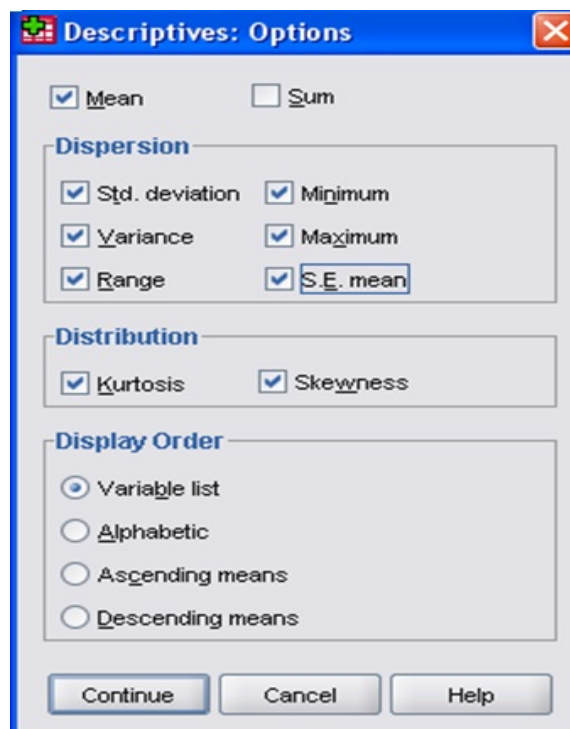 Descriptives: Options
Mean Sum
Dispersion
Std. deviation Minimum
Variance Maximum
Range S.E. mean
Distribution
Kurtosis Skewness
Display Order
Variable list
Alphabetic
Ascending means
Descending means
Continue Cancel Help